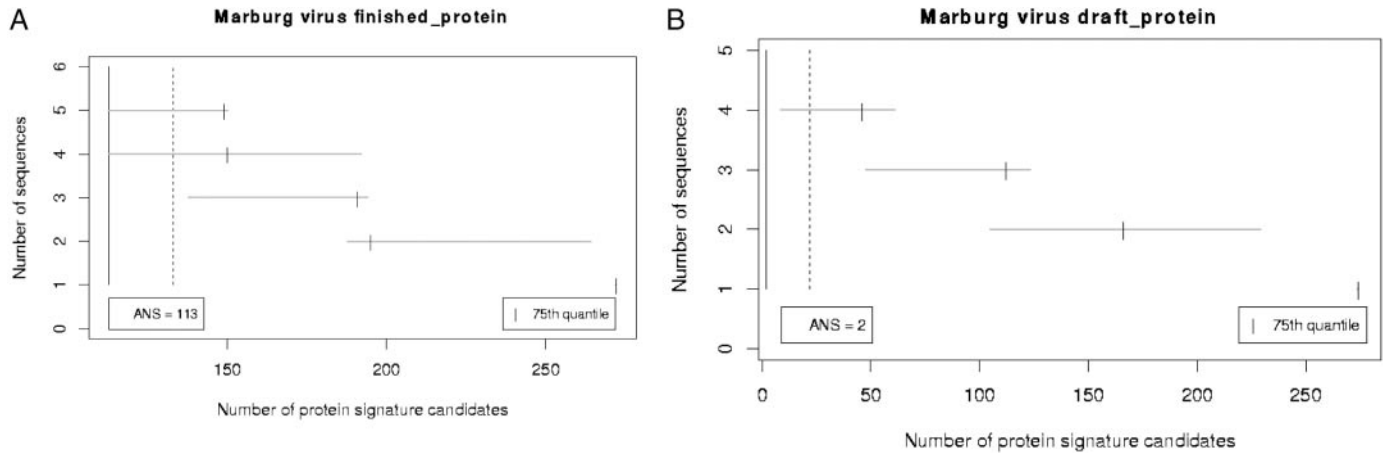 A
Marburg virus finished_protein
Number of sequences
6
5
4
3
2
1
0
ANS = 113
75th quantile
150
200
250
Number of protein signature candidates
B
Marburg virus draft_protein
Number of sequences
5
4
3
2
1
0
ANS = 2
75th quantile
0
50
100
150
200
250
Number of protein signature candidates